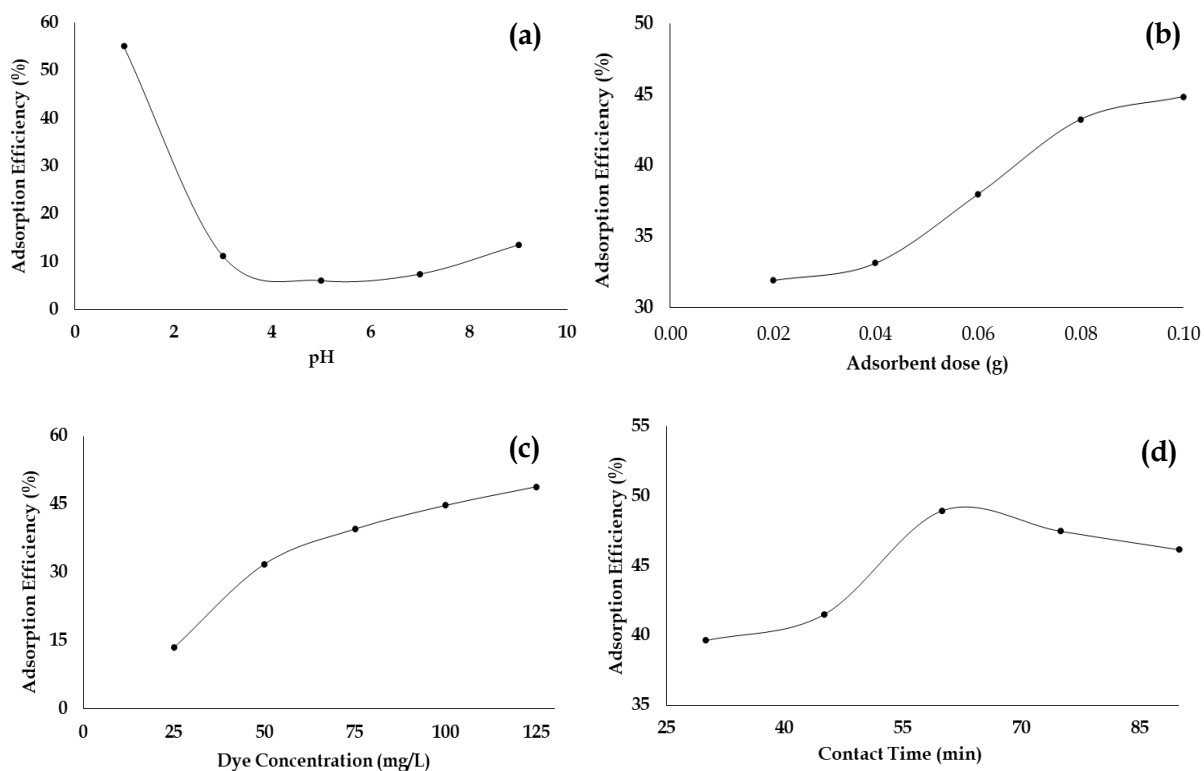 (a)
Adsorption Efficiency (%)
60
50
40
30
20
10
0
0 2 4 6 8 10
pH
(b)
Adsorption Efficiency (%)
50
45
40
35
30
0.00 0.02 0.04 0.06 0.08 0.10
Adsorbent dose (g)
(c)
Adsorption Efficiency (%)
60
45
30
15
0
0 25 50 75 100 125
Dye Concentration (mg/L)
(d)
Adsorption Efficiency (%)
55
50
45
40
35
25 40 55 70 85
Contact Time (min)